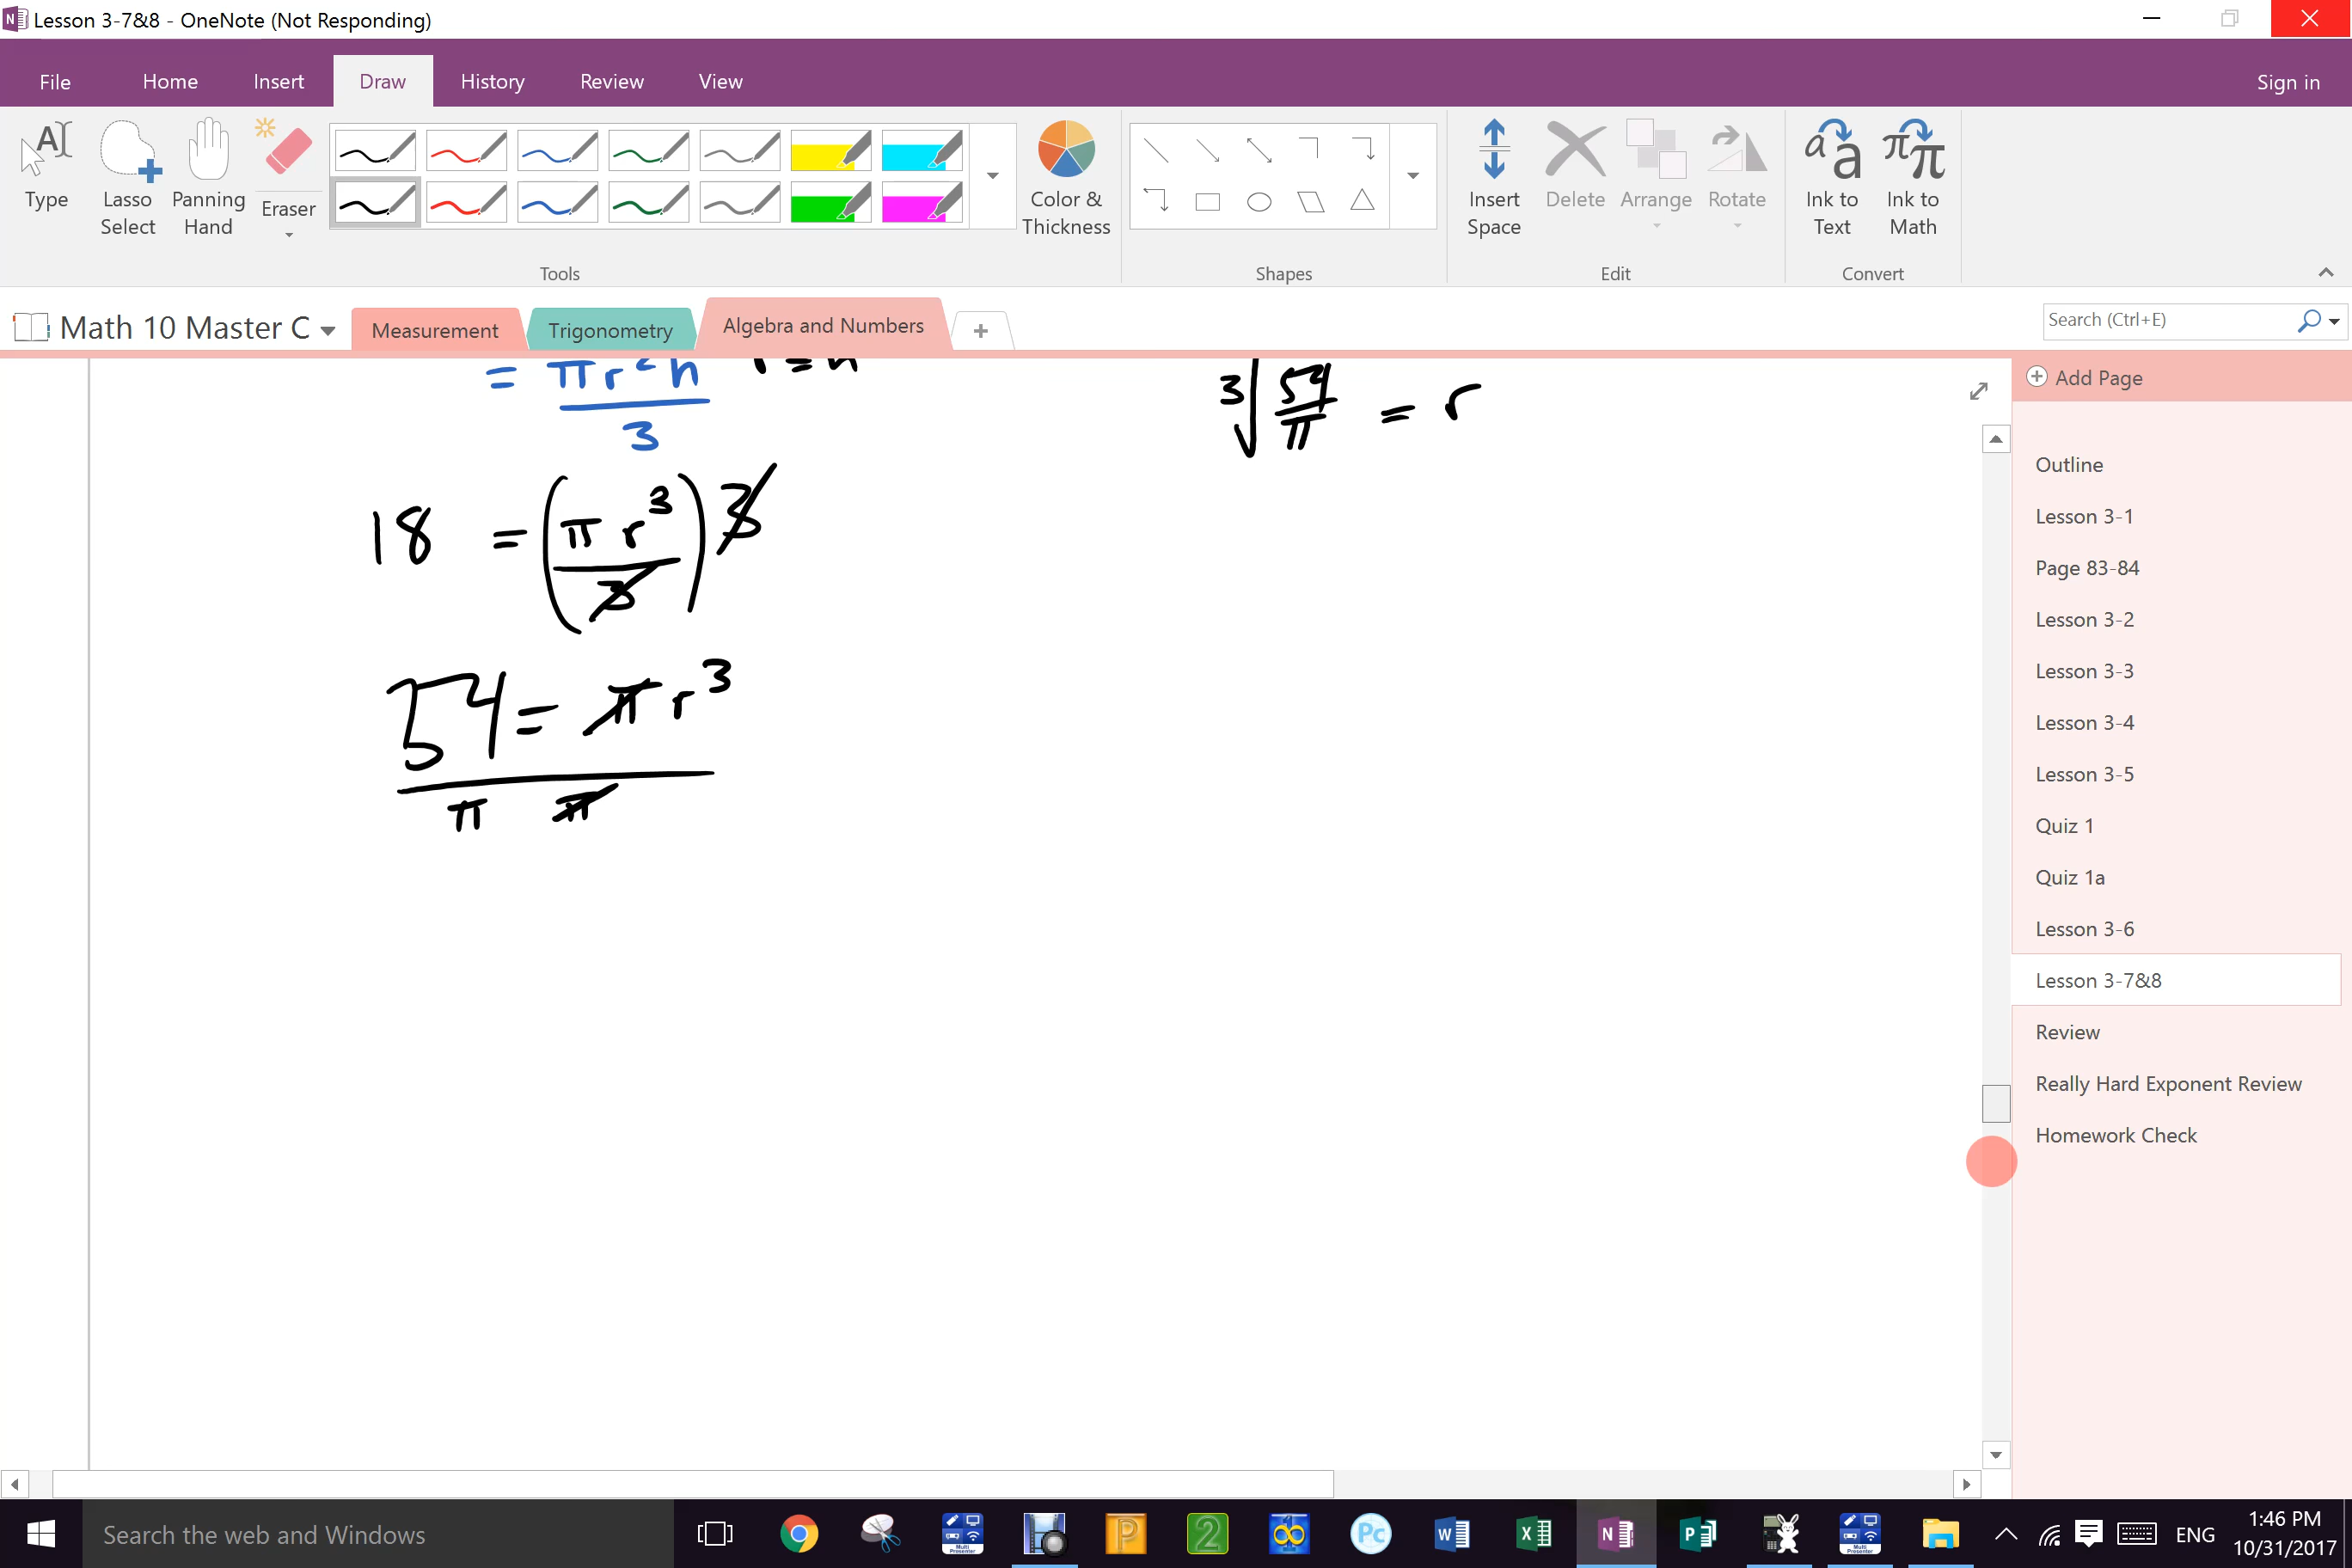 Lesson 3-7&8 - OneNote (Not Responding)
File Home Insert Draw History Review View Sign in
Type Lasso Select Panning Hand Eraser Color & Thickness Insert Space Delete Arrange Rotate Ink to Text Ink to Math
Tools Shapes Edit Convert
Math 10 Master C Measurement Trigonometry Algebra and Numbers + Search (Ctrl+E)
= πr²h r = h
3
∛54/π = r
18 = (πr³/3)3
54 = πr³
π π
Add Page
Outline
Lesson 3-1
Page 83-84
Lesson 3-2
Lesson 3-3
Lesson 3-4
Lesson 3-5
Quiz 1
Quiz 1a
Lesson 3-6
Lesson 3-7&8
Review
Really Hard Exponent Review
Homework Check
Search the web and Windows
ENG
1:46 PM
10/31/2017